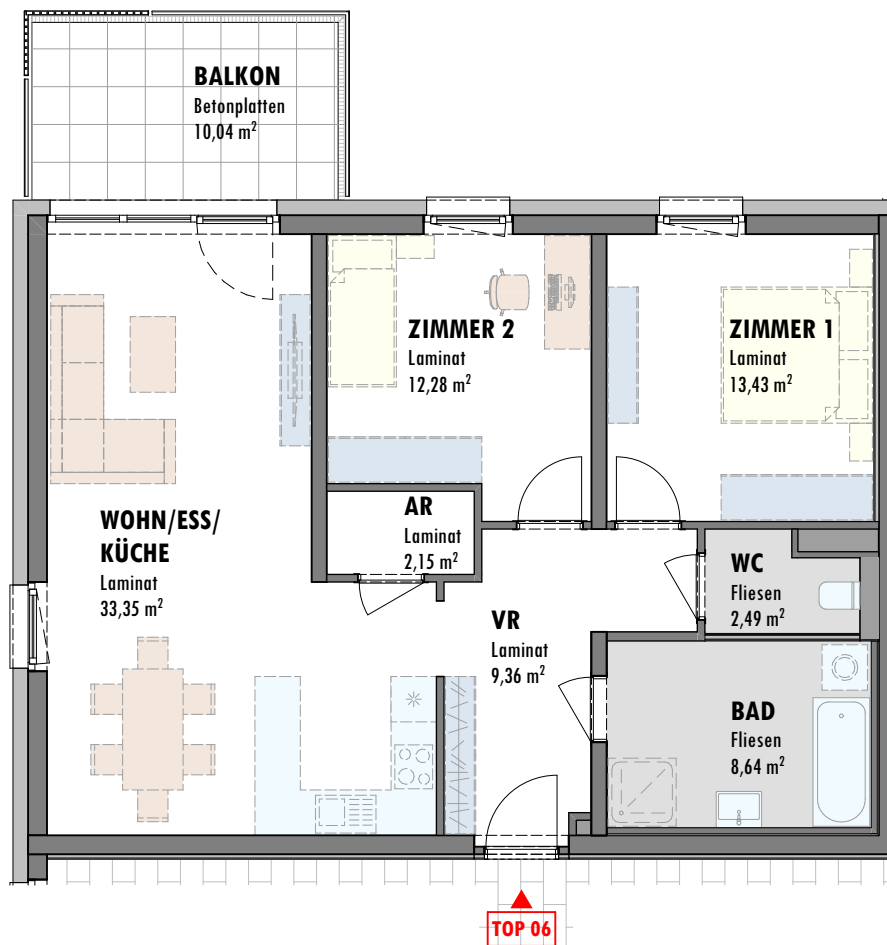 BALKON
Betonplatten
10,04 m²
ZIMMER 2
Laminat
12,28 m²
ZIMMER 1
Laminat
13,43 m²
WOHN/ESS/
KÜCHE
Laminat
33,35 m²
AR
Laminat
2,15 m²
WC
Fliesen
2,49 m²
VR
Laminat
9,36 m²
BAD
Fliesen
8,64 m²
TOP 06